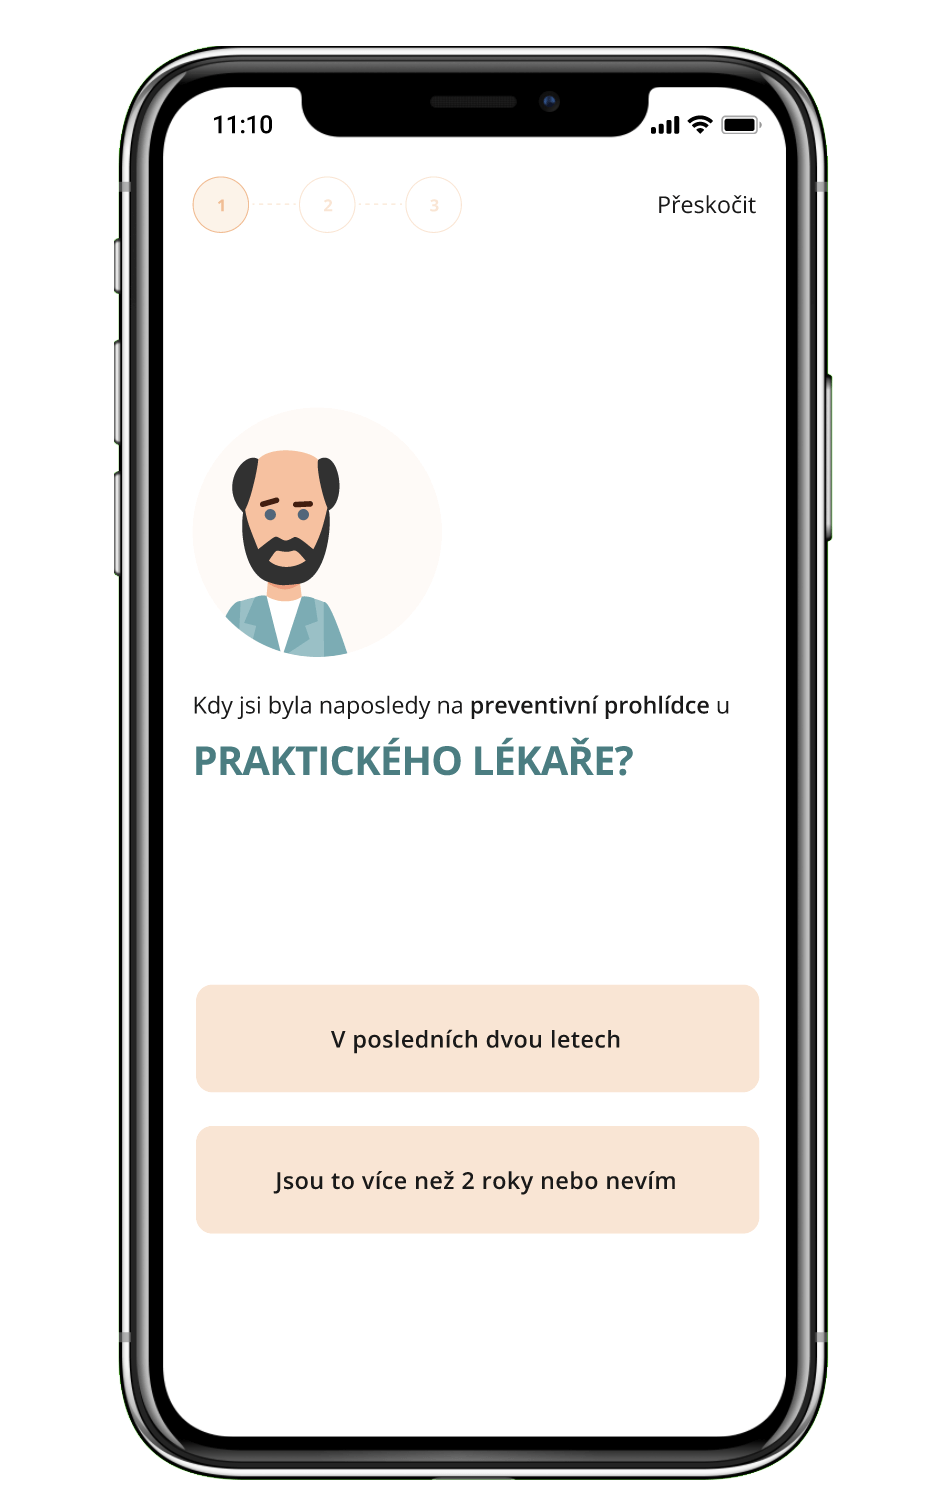 11:10
1 2 3 Přeskočit
Kdy jsi byla naposledy na preventivní prohlídce u
PRAKTICKÉHO LÉKAŘE?
V posledních dvou letech
Jsou to více než 2 roky nebo nevím